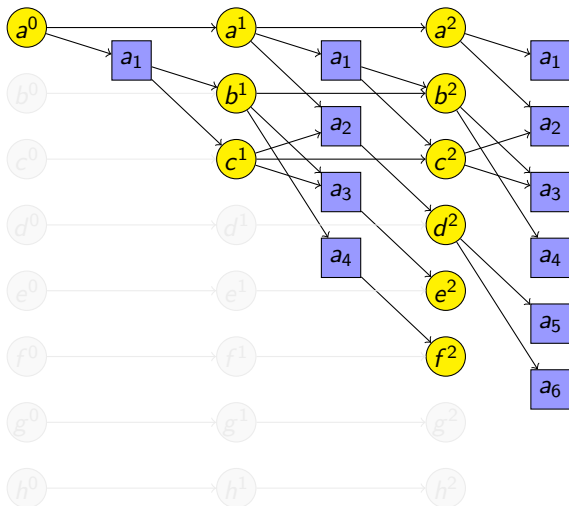 a⁰ a¹ a²
a₁ a₁ a₁
b⁰ b¹ b²
a₂ a₂
c⁰ c¹ c²
a₃ a₃
d⁰ d¹ d²
a₄ a₄
e⁰ e¹ e²
a₅
f⁰ f¹ f²
a₆
g⁰ g¹ g²
h⁰ h¹ h²